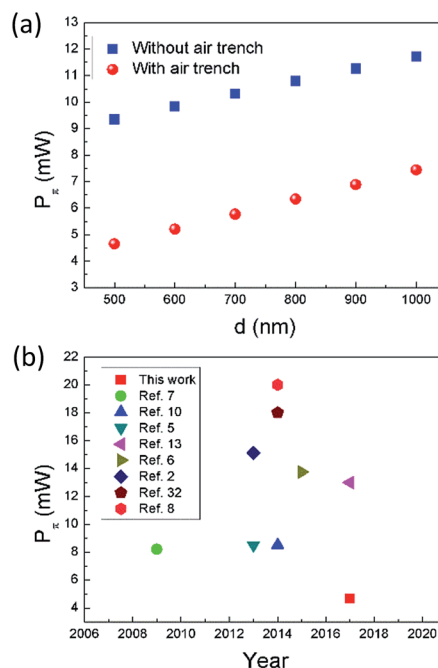 (a)
13
12
11
10
9
8
7
6
5
4
3
Without air trench
With air trench
Pπ (mW)
500 600 700 800 900 1000
d (nm)
(b)
22
20
18
16
14
12
10
8
6
4
This work
Ref. 7
Ref. 10
Ref. 5
Ref. 13
Ref. 6
Ref. 2
Ref. 32
Ref. 8
Pπ (mW)
2006 2008 2010 2012 2014 2016 2018 2020
Year